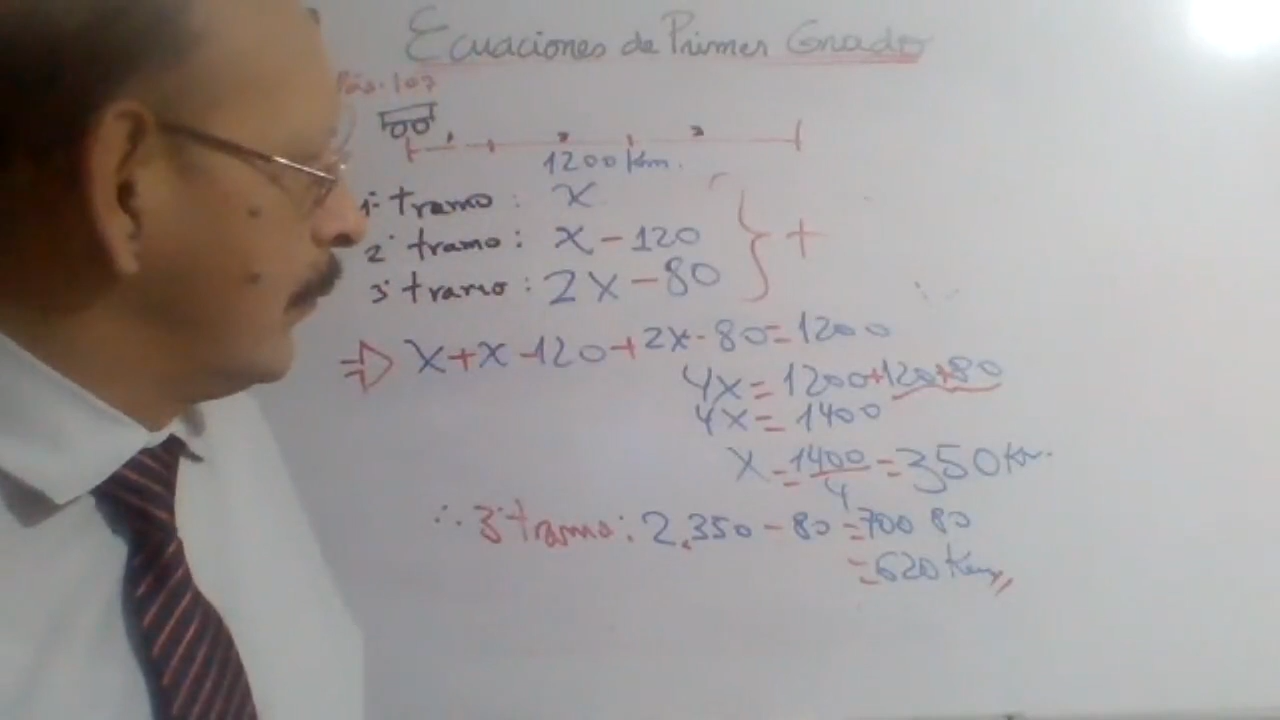 Ecuaciones de Primer Grado
Pág. 107
1200 Km.
1° tramo: x
2° tramo: x - 120
3° tramo: 2x - 80
+
⇒ x + x - 120 + 2x - 80 = 1200
4x = 1200 + 120 + 80
4x = 1400
x = 1400/4 = 350 Km.
∴ 3° tramo: 2.350 - 80 = 700 80
= 620 Km